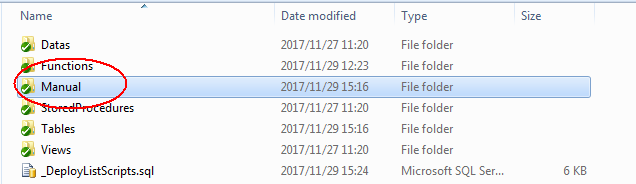 Name Date modified Type Size
Datas 2017/11/27 11:20 File folder
Functions 2017/11/29 12:23 File folder
Manual 2017/11/29 15:16 File folder
StoredProcedures 2017/11/27 11:20 File folder
Tables 2017/11/29 15:16 File folder
Views 2017/11/27 11:20 File folder
_DeployListScripts.sql 2017/11/29 15:24 Microsoft SQL Ser... 6 KB